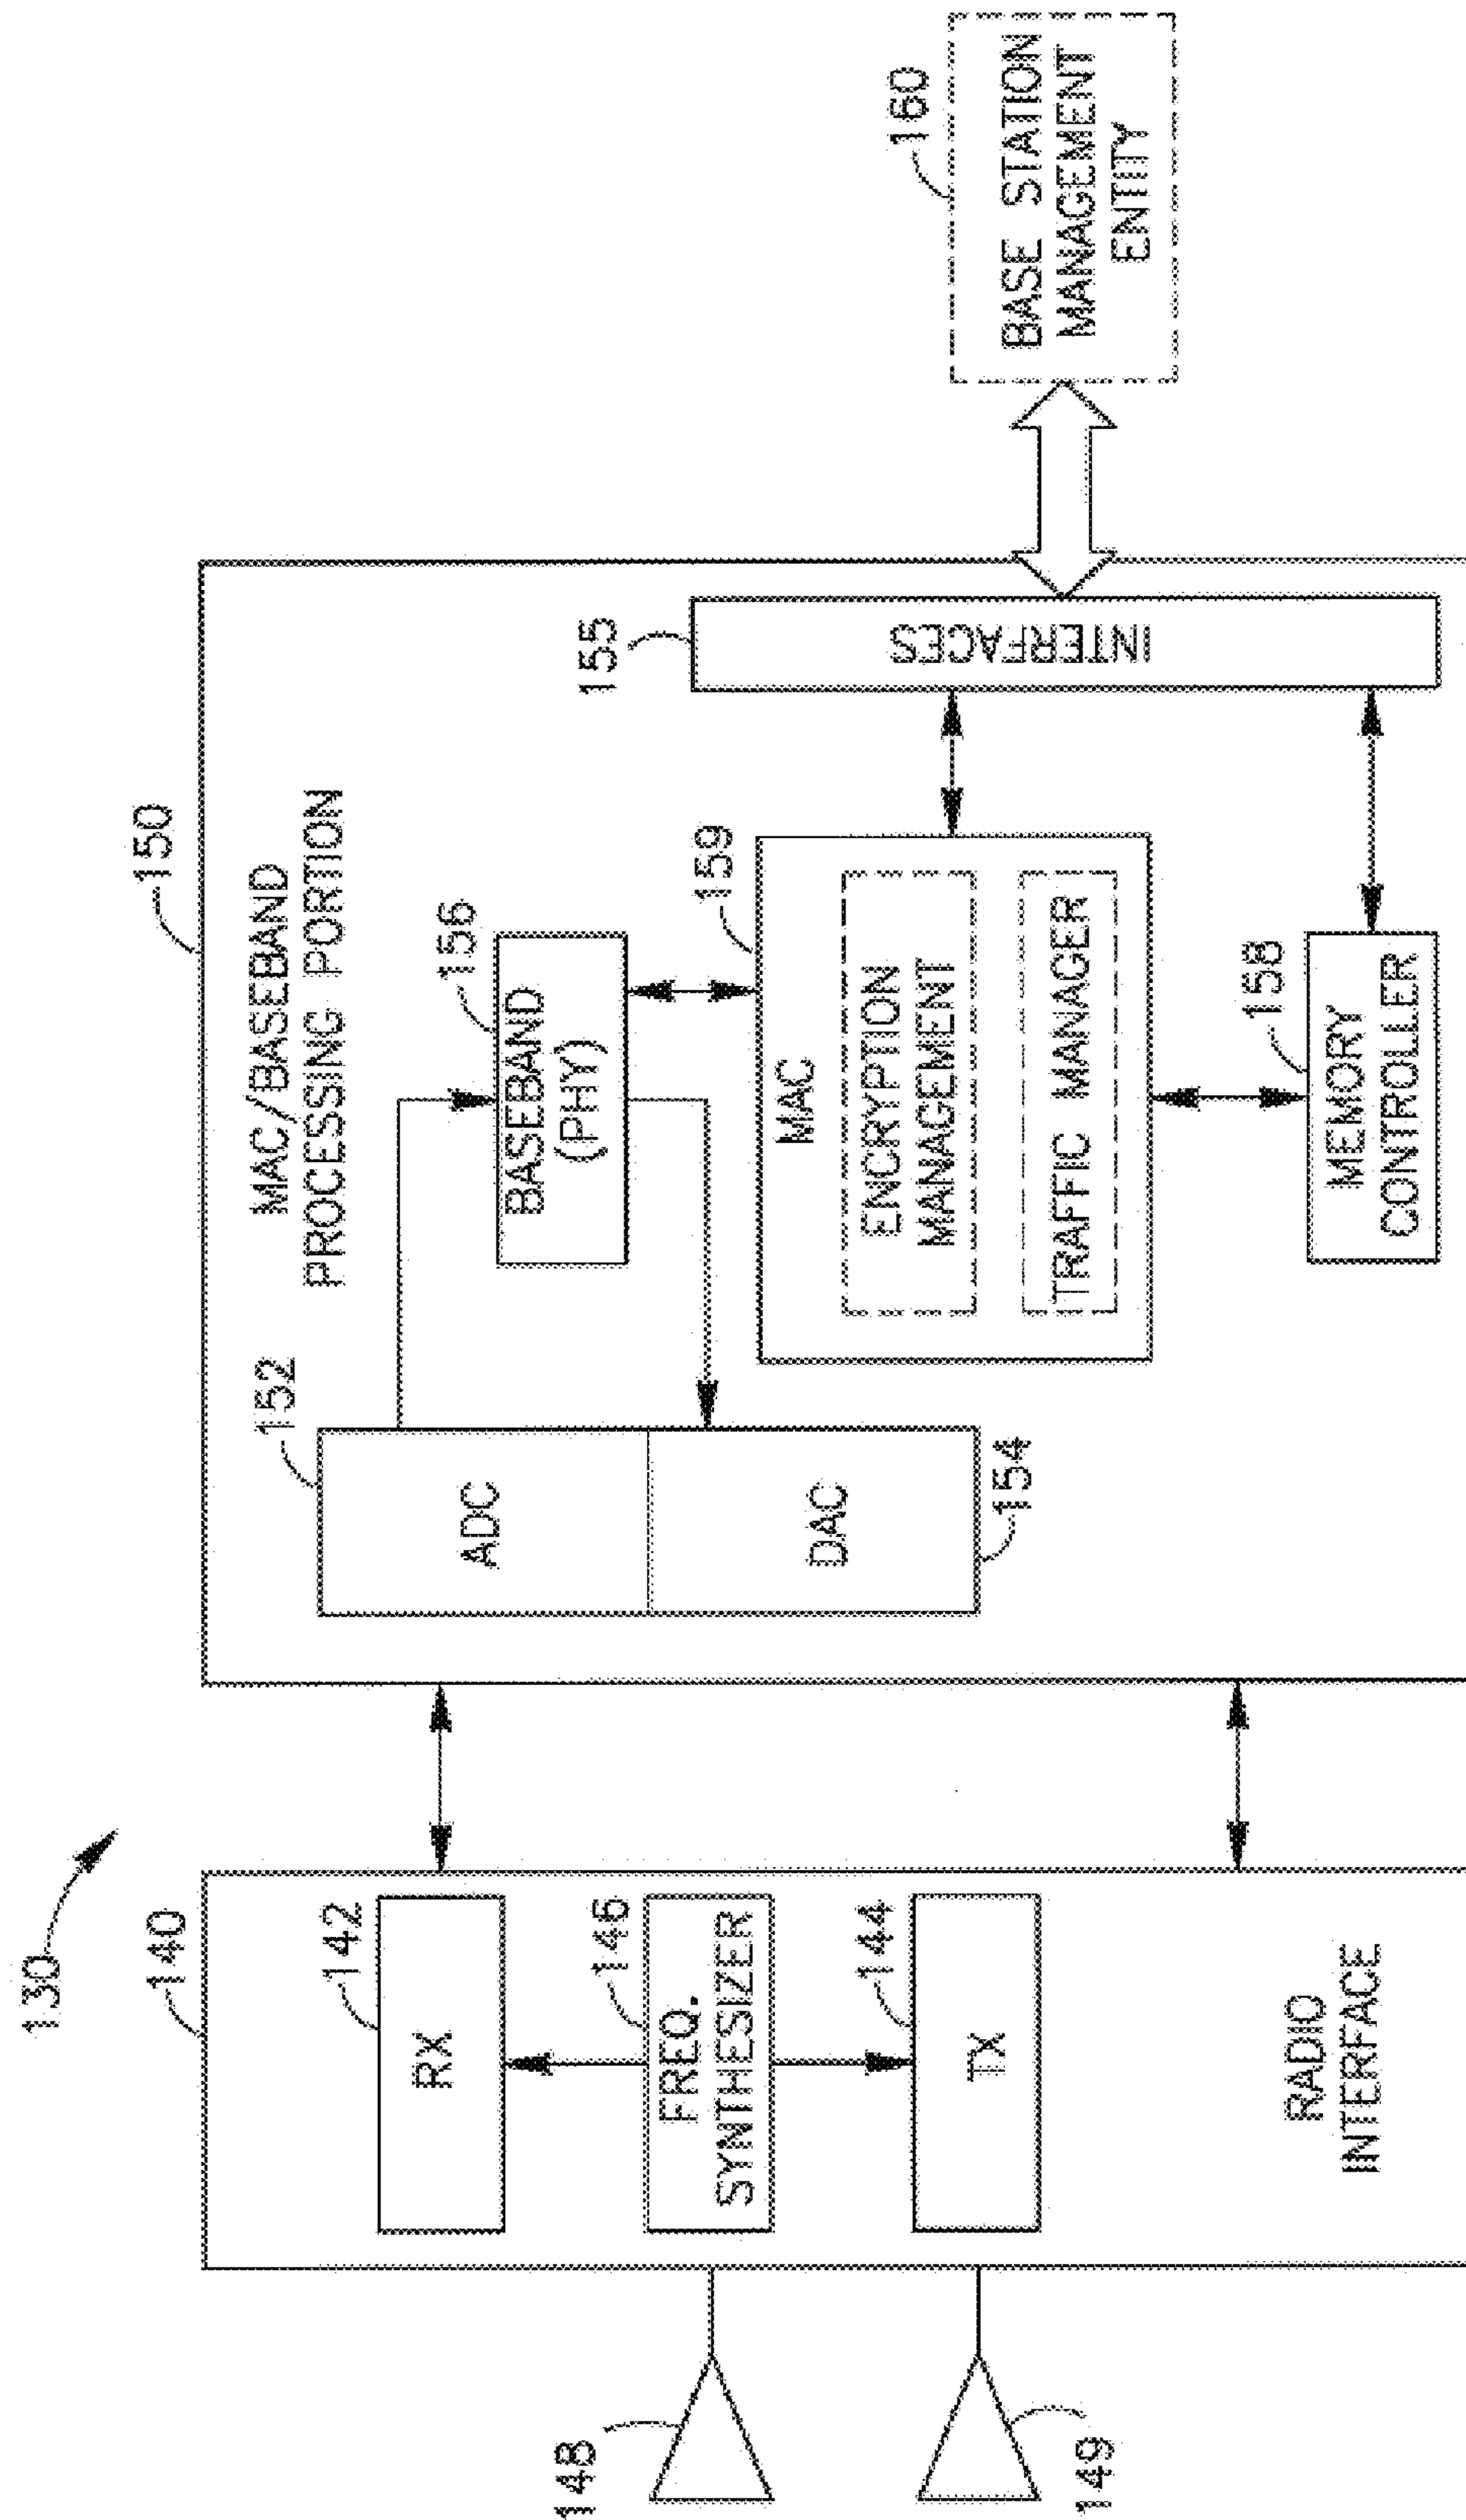 130
140
142
RX
146
FREQ.
SYNTHESIZER
144
TX
RADIO
INTERFACE
148
149
150
MAC/BASEBAND
PROCESSING PORTION
152
ADC
DAC
154
156
BASEBAND
(PHY)
159
MAC
ENCRYPTION
MANAGEMENT
TRAFFIC MANAGER
158
MEMORY
CONTROLLER
155
INTERFACES
160
BASE STATION
MANAGEMENT
ENTITY